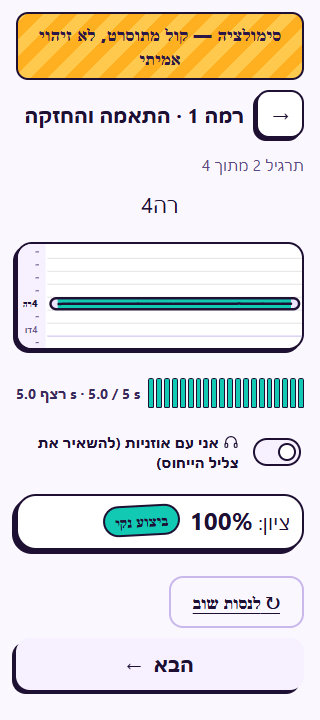 סימולציה — קול מתוסרט, לא זיהוי
אמיתי
→
רמה 1 · התאמה והחזקה
תרגיל 2 מתוך 4
רה4
רה4
דו4
5.0 s רצף · 5.0 / 5 s
🎧 אני עם אוזניות (להשאיר את
צליל הייחוס)
ציון: 100% ביצוע נקי
↻ לנסות שוב
הבא ←